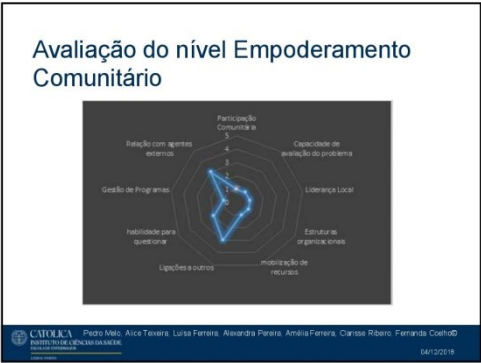 Avaliação do nível Empoderamento
Comunitário
Participação
Comunitária
5
4
3
2
1
0
Capacidade de
avaliação do problema
Liderança Local
Estruturas
organizacionais
mobilização de
recursos
Ligações a outros
habilidade para
questionar
Gestão de Programas
Relação com agentes
externos
CATOLICA
INSTITUTO DE CIÊNCIAS DA SAÚDE
Pedro Melo, Alice Teixeira, Luísa Ferreira, Alexandra Pereira, Amélia Ferreira, Clarisse Ribeiro, Fernanda Coelho©